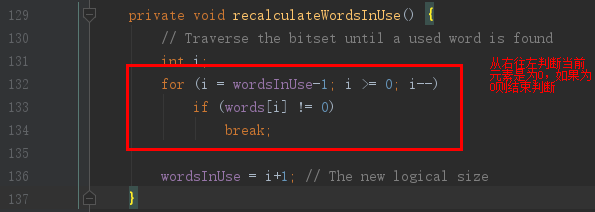 129 private void recalculateWordsInUse() {
130 // Traverse the bitset until a used word is found
131 int i;
132 for (i = wordsInUse-1; i >= 0; i--)
133 if (words[i] != 0)
134 break;
135
136 wordsInUse = i+1; // The new logical size
137 }
从右往左判断当前
元素是为0，如果为
0则结束判断